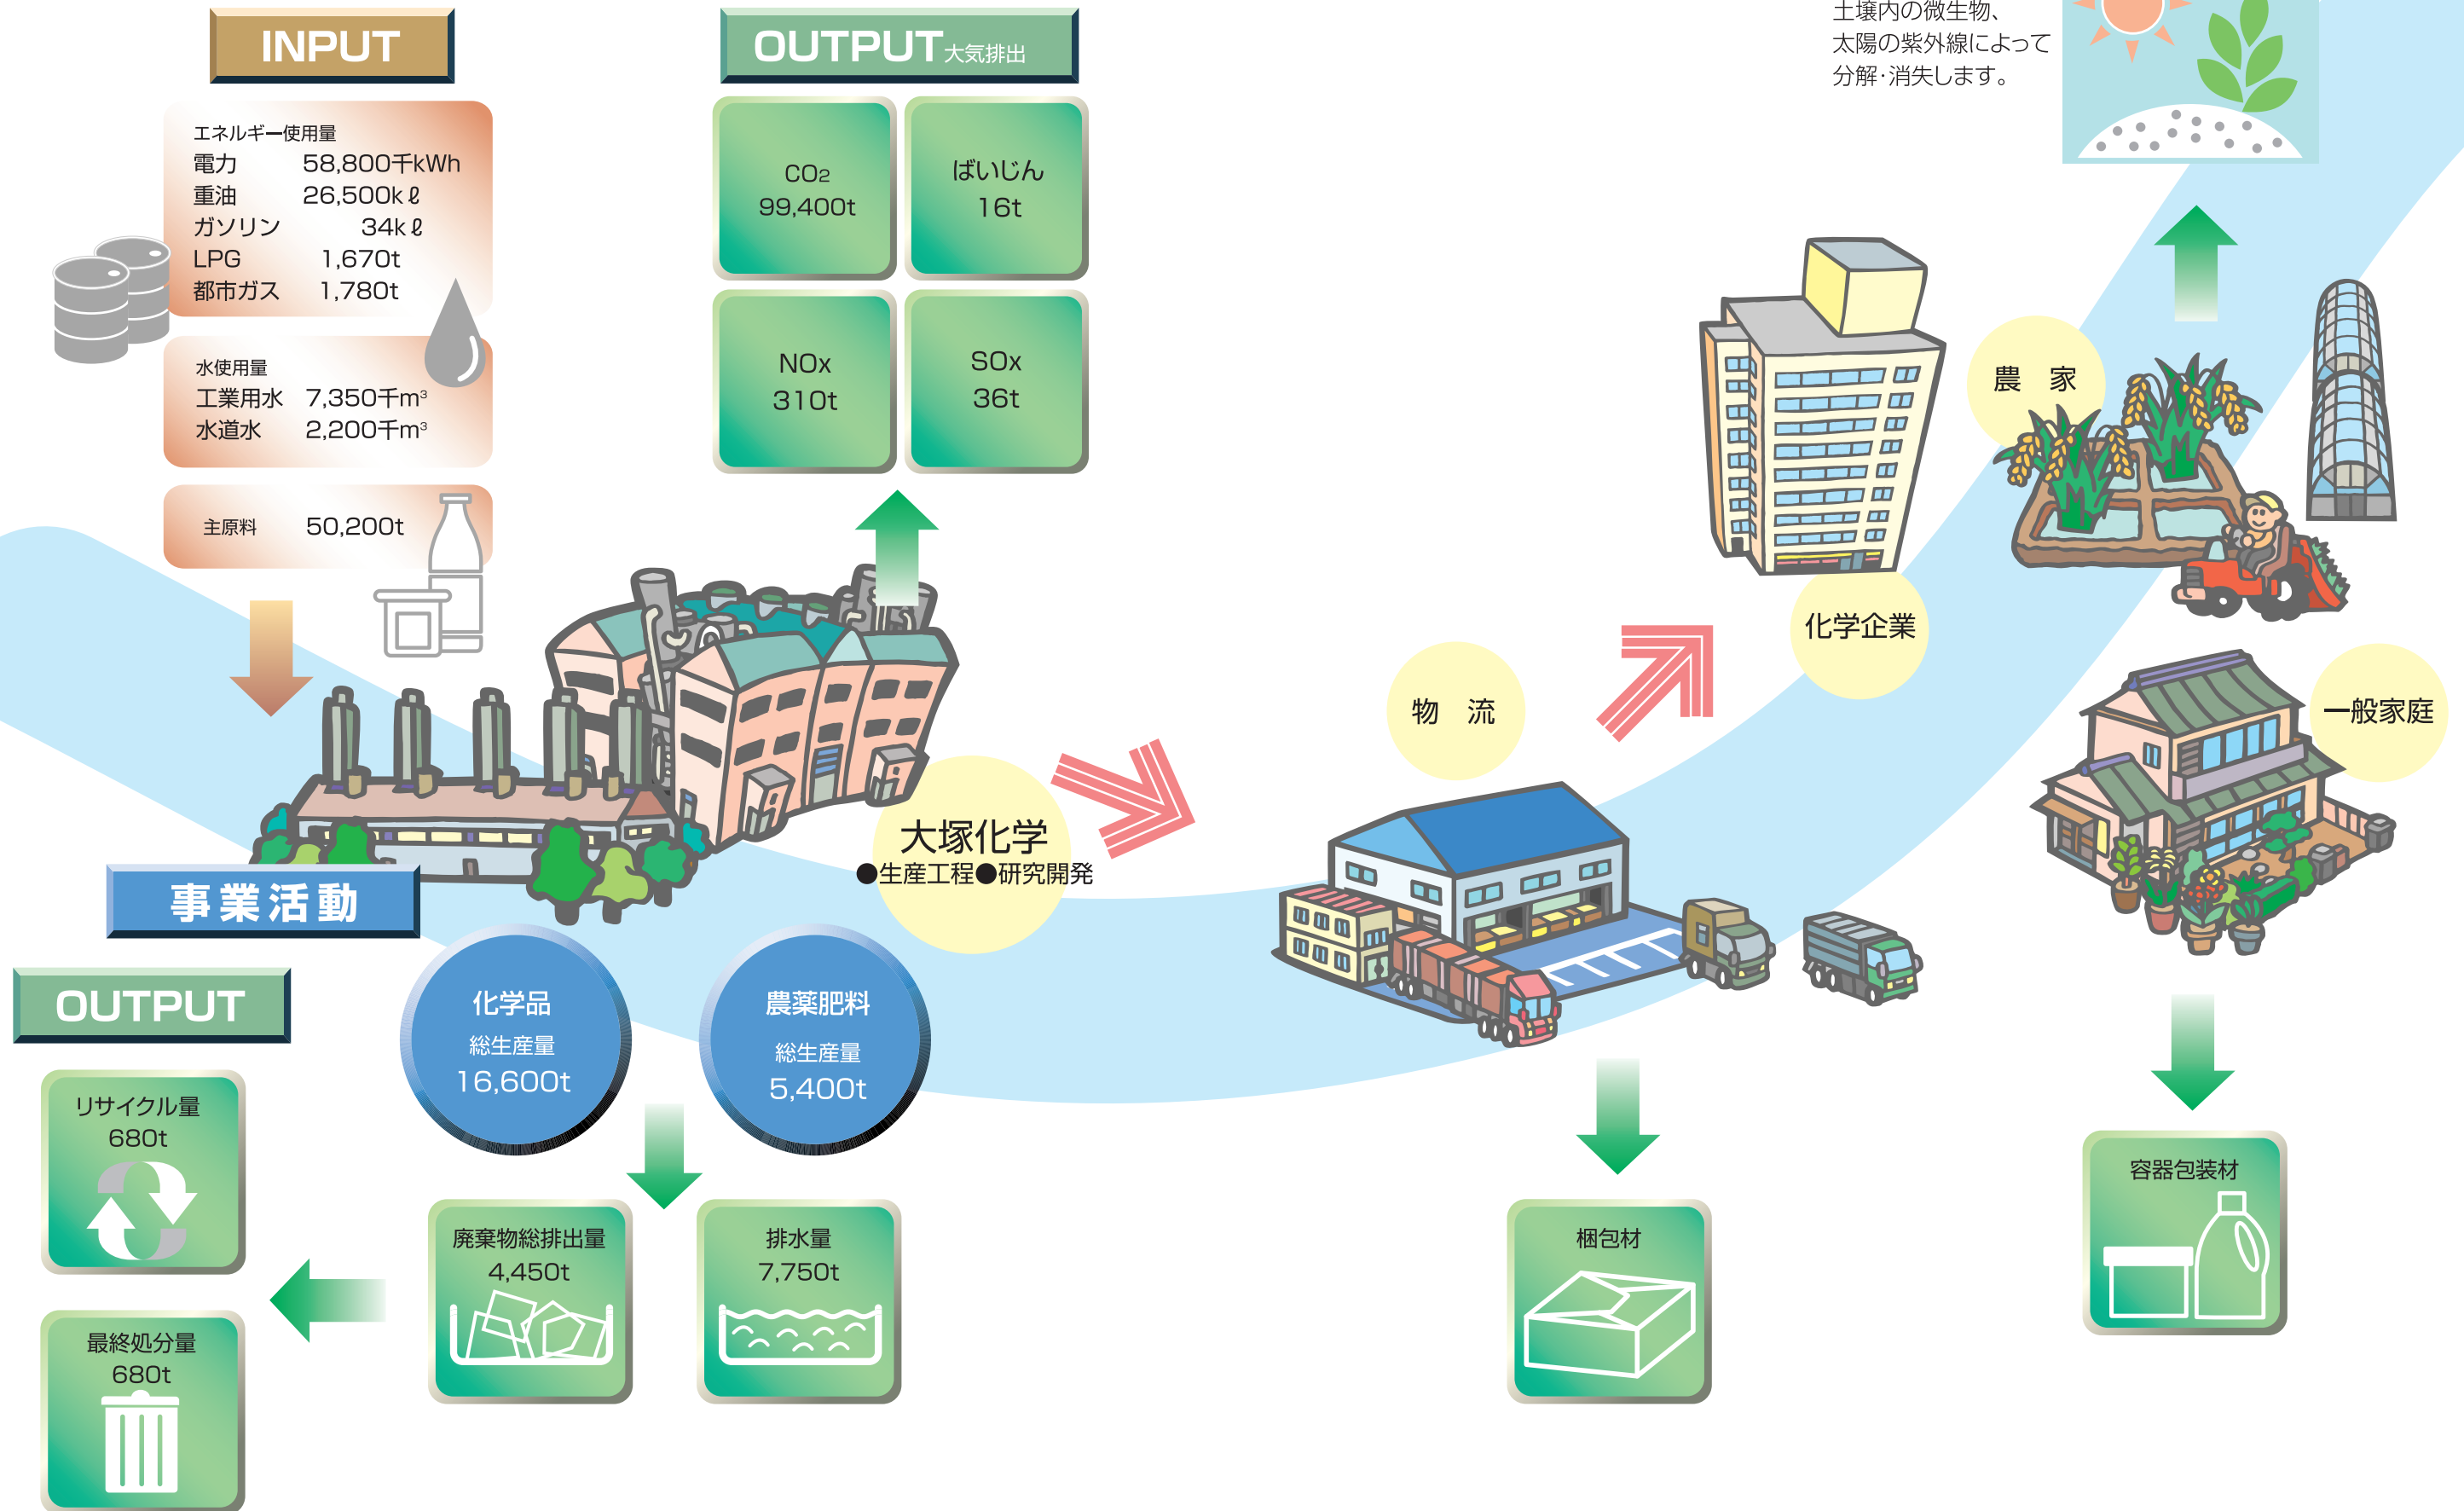 INPUT
エネルギー使用量
電力 58,800千kWh
重油 26,500kℓ
ガソリン 34kℓ
LPG 1,670t
都市ガス 1,780t
水使用量
工業用水 7,350千m³
水道水 2,200千m³
主原料 50,200t
OUTPUT 大気排出
CO₂
99,400t
ばいじん
16t
NOx
310t
SOx
36t
土壌内の微生物、
太陽の紫外線によって
分解・消失します。
農 家
化学企業
物 流
一般家庭
大塚化学
●生産工程●研究開発
事業活動
化学品
総生産量
16,600t
農薬肥料
総生産量
5,400t
OUTPUT
リサイクル量
680t
最終処分量
680t
廃棄物総排出量
4,450t
排水量
7,750t
梱包材
容器包装材